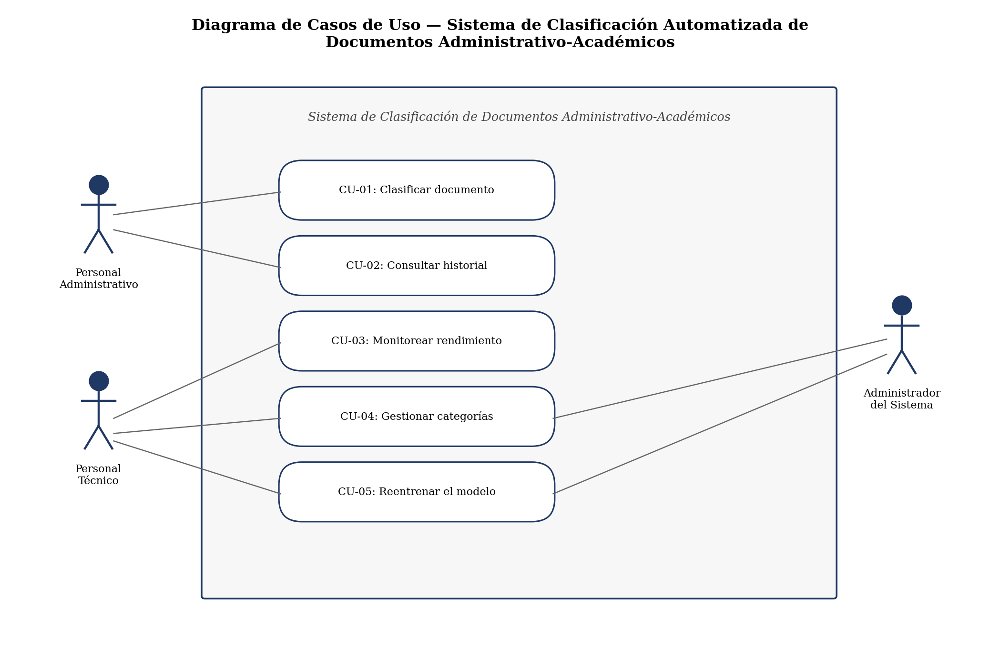 Diagrama de Casos de Uso — Sistema de Clasificación Automatizada de
Documentos Administrativo-Académicos
Sistema de Clasificación de Documentos Administrativo-Académicos
CU-01: Clasificar documento
CU-02: Consultar historial
Personal
Administrativo
CU-03: Monitorear rendimiento
CU-04: Gestionar categorías
Administrador
del Sistema
Personal
Técnico
CU-05: Reentrenar el modelo